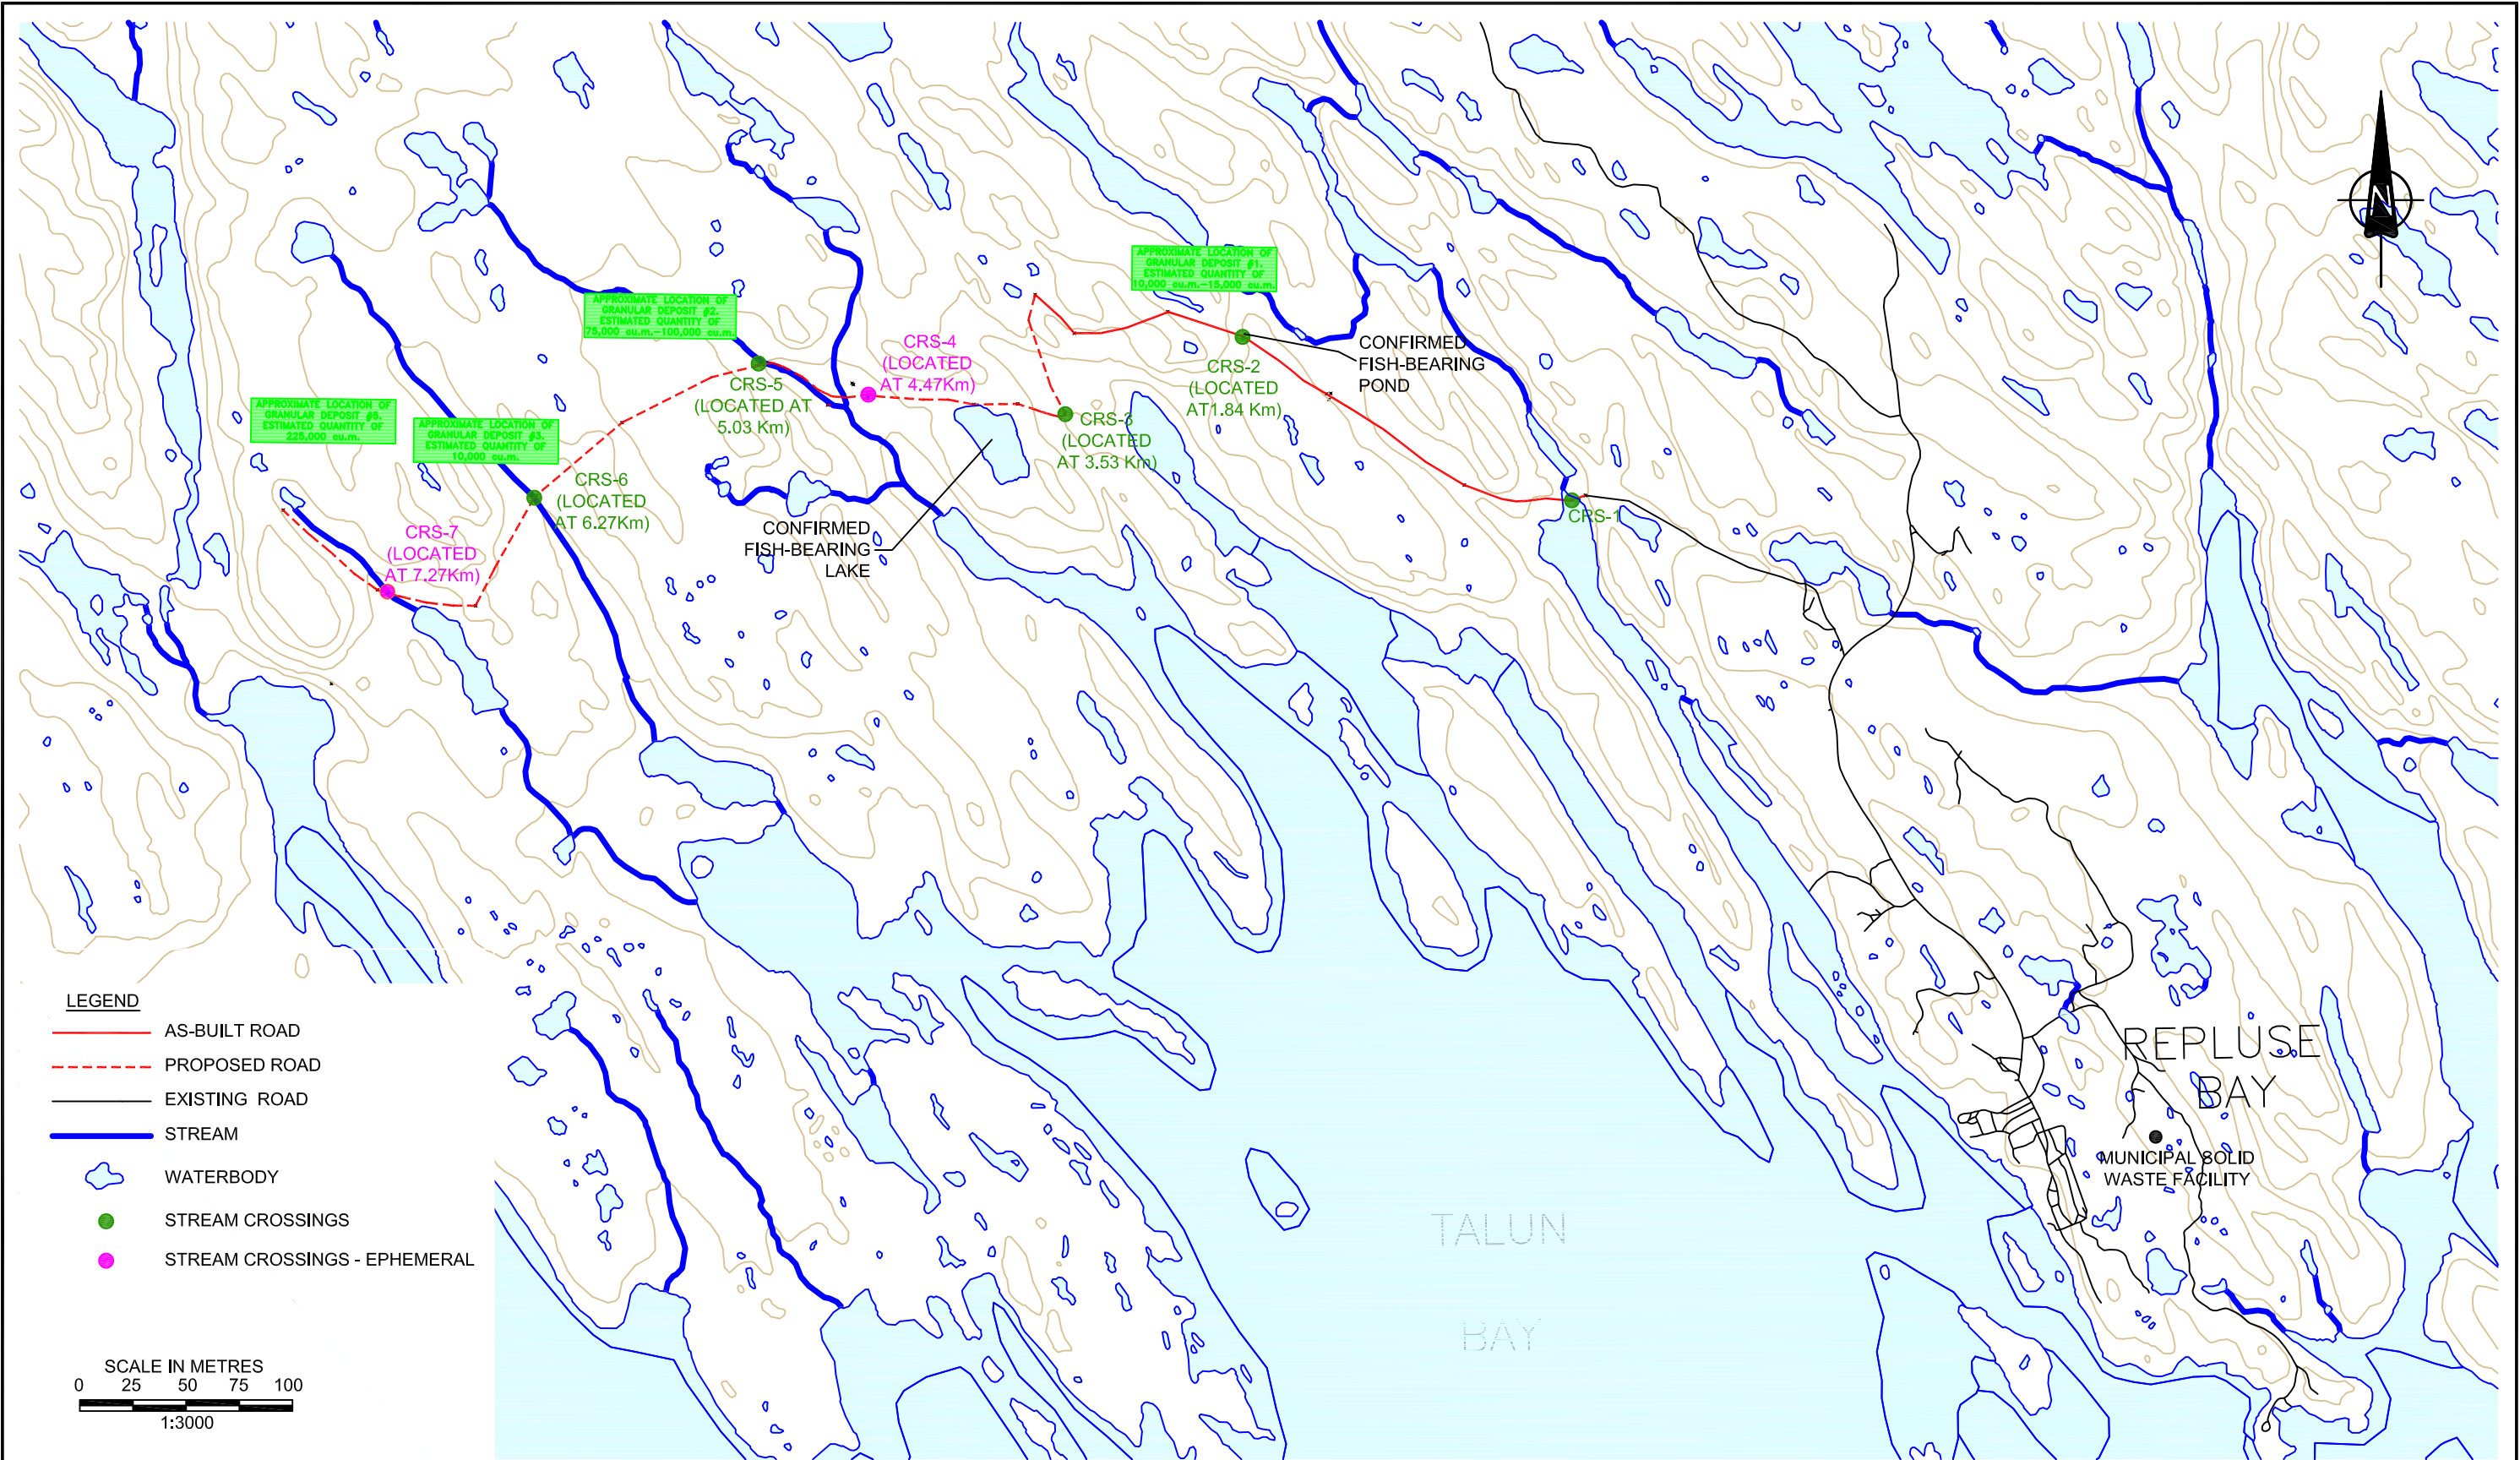 APPROXIMATE LOCATION OF
GRANULAR DEPOSIT #1.
ESTIMATED QUANTITY OF
10,000 cu.m.-15,000 cu.m.
APPROXIMATE LOCATION OF
GRANULAR DEPOSIT #2.
ESTIMATED QUANTITY OF
75,000 cu.m.-100,000 cu.m.
APPROXIMATE LOCATION OF
GRANULAR DEPOSIT #5.
ESTIMATED QUANTITY OF
225,000 cu.m.
APPROXIMATE LOCATION OF
GRANULAR DEPOSIT #3.
ESTIMATED QUANTITY OF
10,000 cu.m.
CRS-4
(LOCATED
AT 4.47Km)
CRS-5
(LOCATED AT
5.03 Km)
CRS-2
(LOCATED
AT1.84 Km)
CONFIRMED
FISH-BEARING
POND
CRS-3
(LOCATED
AT 3.53 Km)
CRS-6
(LOCATED
AT 6.27Km)
CRS-7
(LOCATED
AT 7.27Km)
CRS-1
CONFIRMED
FISH-BEARING
LAKE
N
REPLUSE
BAY
MUNICIPAL SOLID
WASTE FACILITY
TALUN
BAY
LEGEND
AS-BUILT ROAD
PROPOSED ROAD
EXISTING ROAD
STREAM
WATERBODY
STREAM CROSSINGS
STREAM CROSSINGS - EPHEMERAL
SCALE IN METRES
0 25 50 75 100
1:3000